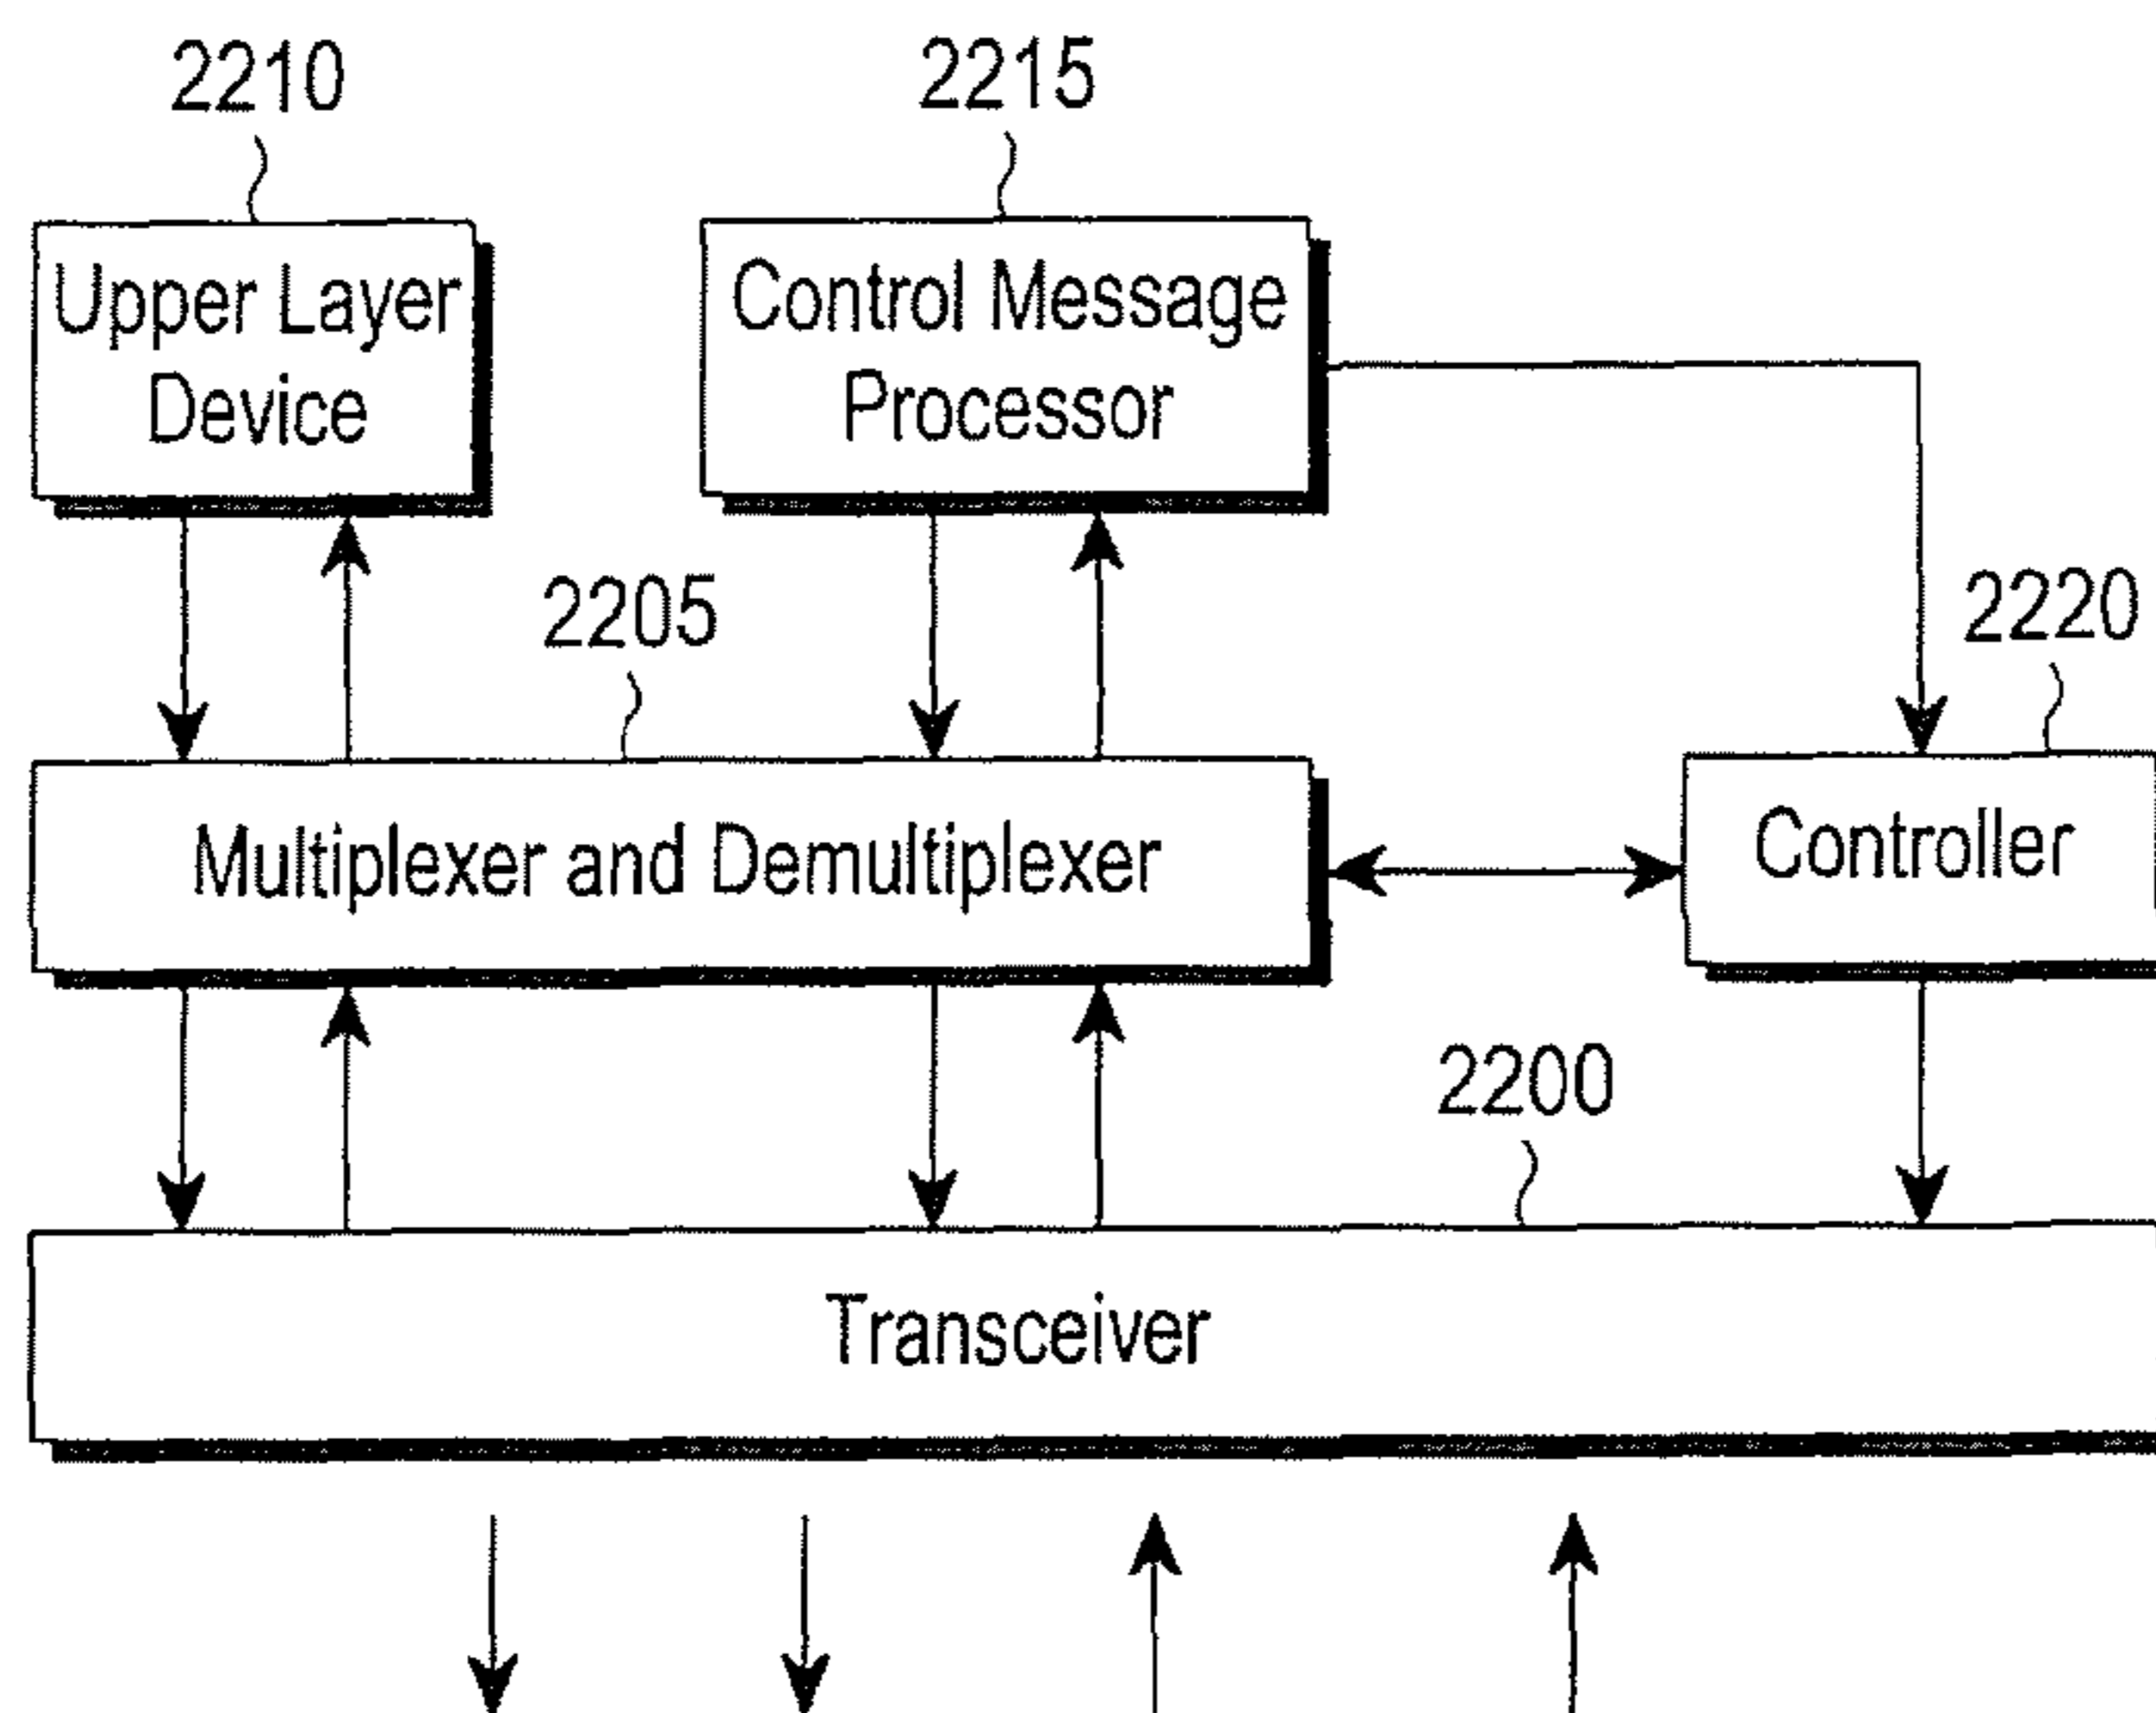 2210
2215
Upper Layer
Device
Control Message
Processor
2205
2220
Multiplexer and Demultiplexer
Controller
2200
Transceiver